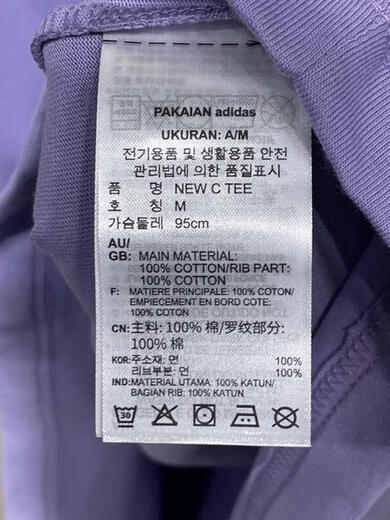 PAKAIAN adidas
UKURAN: A/M
전기용품 및 생활용품 안전
관리법에 의한 품질표시
품 명 NEW C TEE
호 칭 M
가슴둘레 95cm
AU/
GB: MAIN MATERIAL:
100% COTTON/RIB PART:
100% COTTON
F: MATIERE PRINCIPALE: 100% COTON/
EMPIECEMENT EN BORD COTE:
100% COTON
CN: 主料: 100% 棉/罗纹部分:
100% 棉
KOR: 주소재: 면 100%
리브부분: 면 100%
IND: MATERIAL UTAMA: 100% KATUN/
BAGIAN RIB: 100% KATUN
30